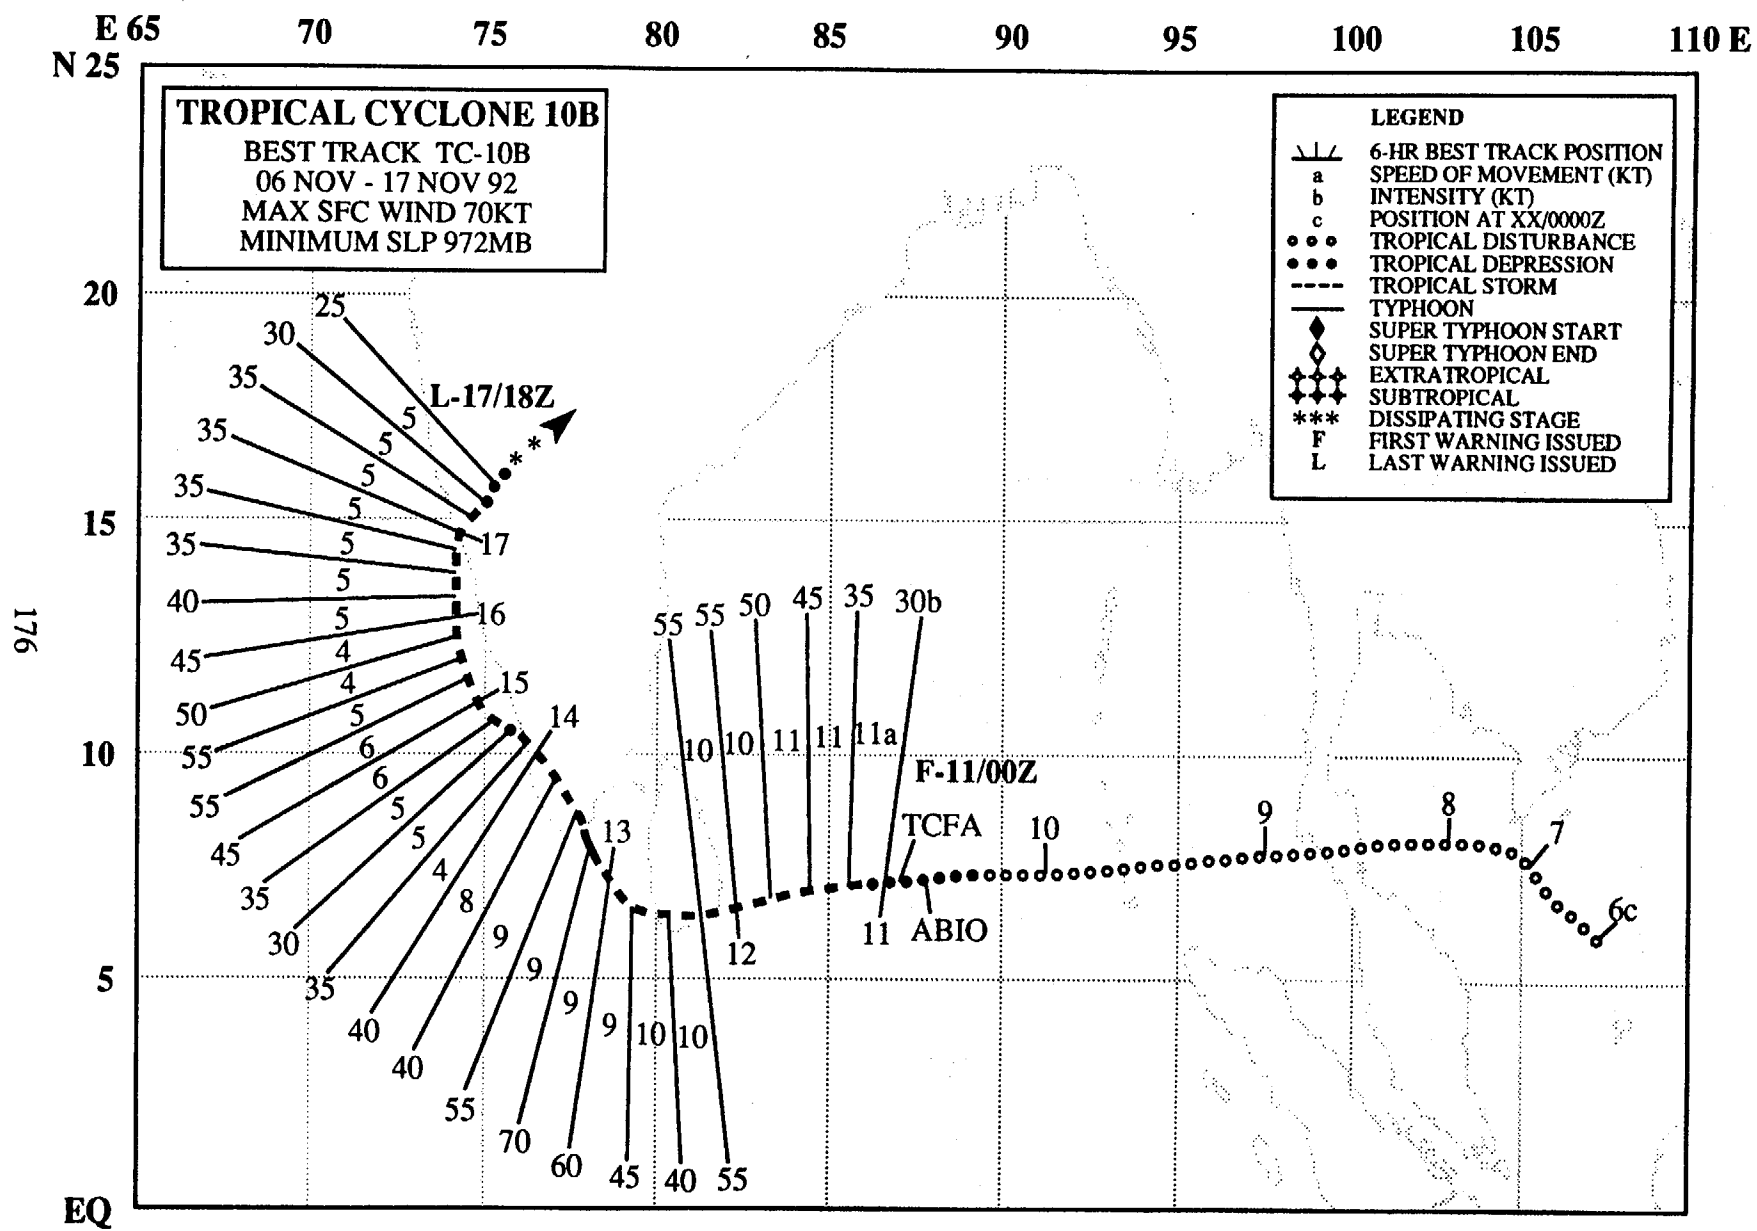 E 65 70 75 80 85 90 95 100 105 110 E
N 25
TROPICAL CYCLONE 10B
BEST TRACK TC-10B
06 NOV - 17 NOV 92
MAX SFC WIND 70KT
MINIMUM SLP 972MB
LEGEND
6-HR BEST TRACK POSITION
a SPEED OF MOVEMENT (KT)
b INTENSITY (KT)
c POSITION AT XX/0000Z
TROPICAL DISTURBANCE
TROPICAL DEPRESSION
TROPICAL STORM
TYPHOON
SUPER TYPHOON START
SUPER TYPHOON END
EXTRATROPICAL
SUBTROPICAL
*** DISSIPATING STAGE
F FIRST WARNING ISSUED
L LAST WARNING ISSUED
20
15
10
5
EQ
176
25
30
35
35
35
35
40
45
50
55
55
45
35
30
35
40
40
55
70
60
45
40
55
L-17/18Z
* *
5
5
5
5
5
5
5
4
4
5
6
6
5
5
4
8
9
9
9
9
10
10
17
16
15
14
13
55 55 50 45 35 30b
10 10 11 11 11a
F-11/00Z
TCFA
12
11
ABIO
10
9
8
7
6c